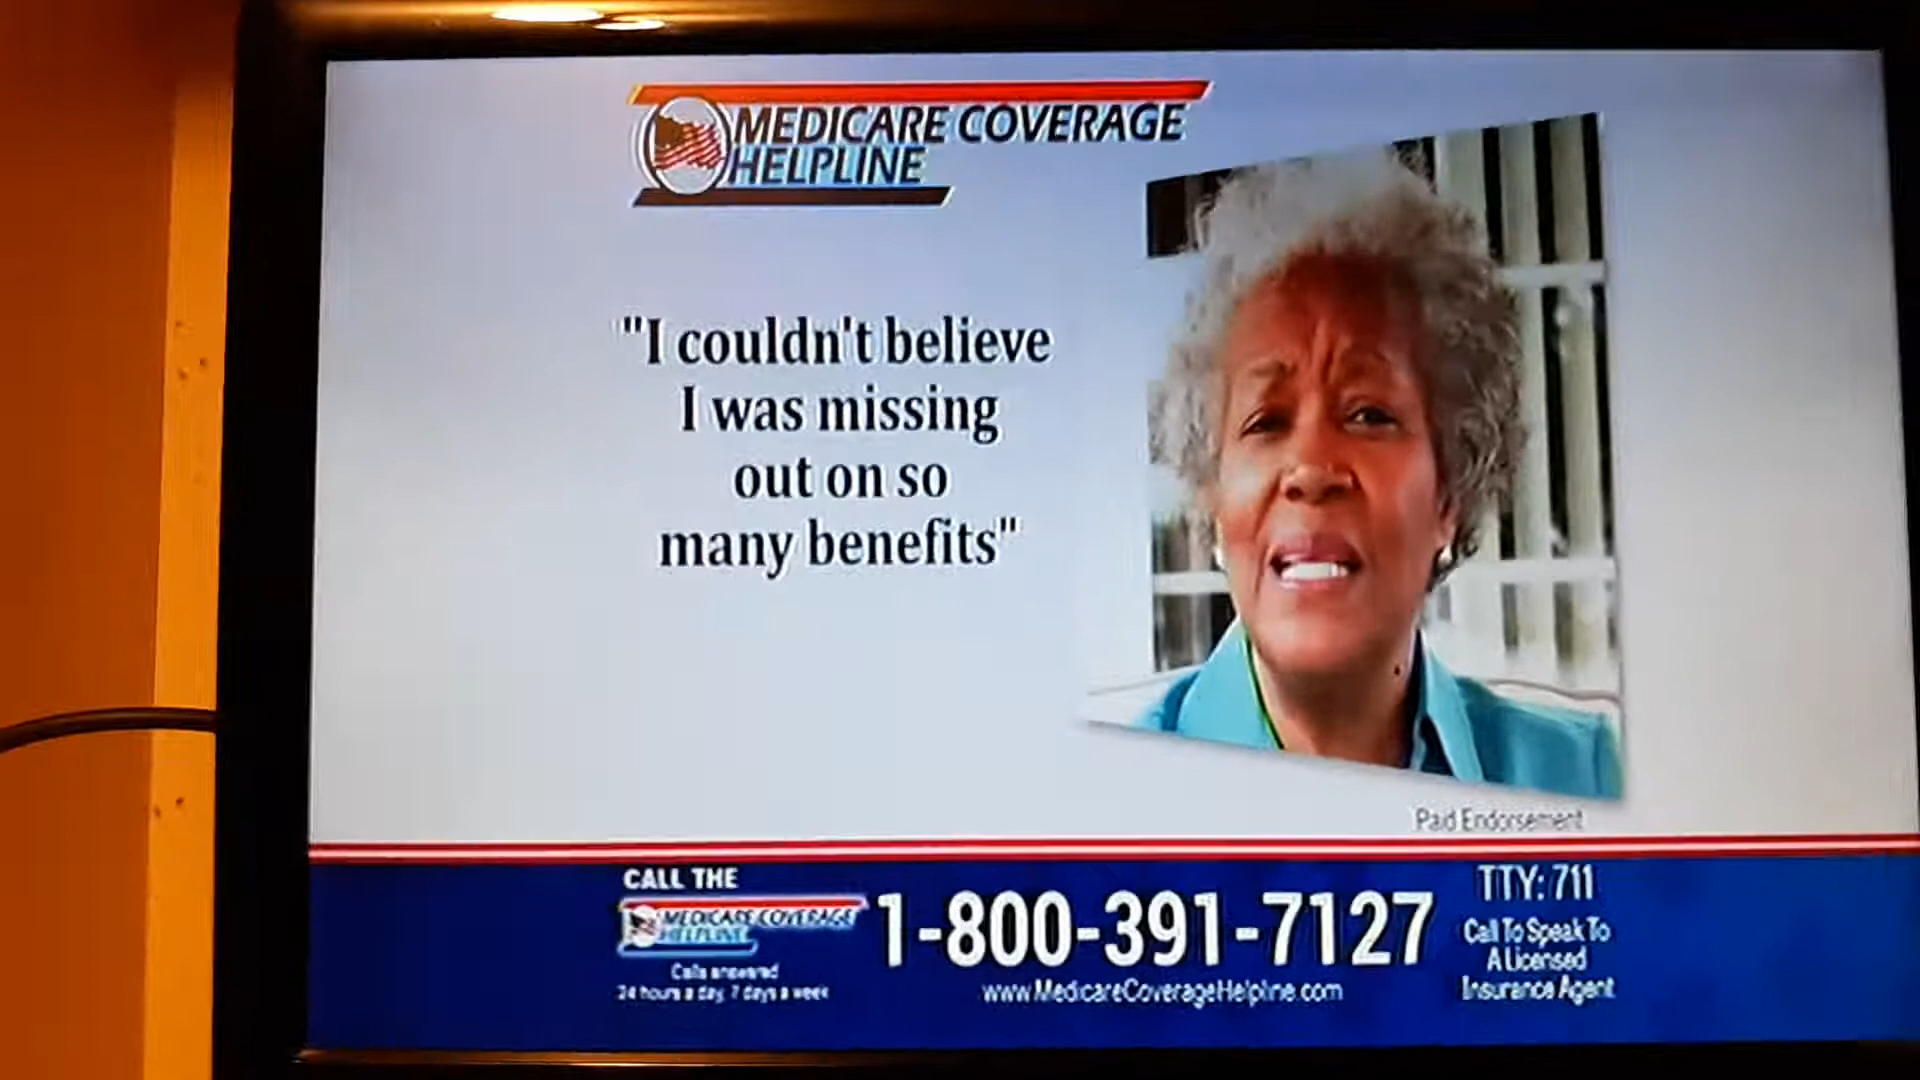 MEDICARE COVERAGE
HELPLINE
"I couldn't believe
I was missing
out on so
many benefits"
Paid Endorsement
CALL THE
MEDICARE COVERAGE
HELPLINE
Calls answered
24 hours a day, 7 days a week
1-800-391-7127
www.MedicareCoverageHelpline.com
TTY: 711
Call To Speak To
A Licensed
Insurance Agent